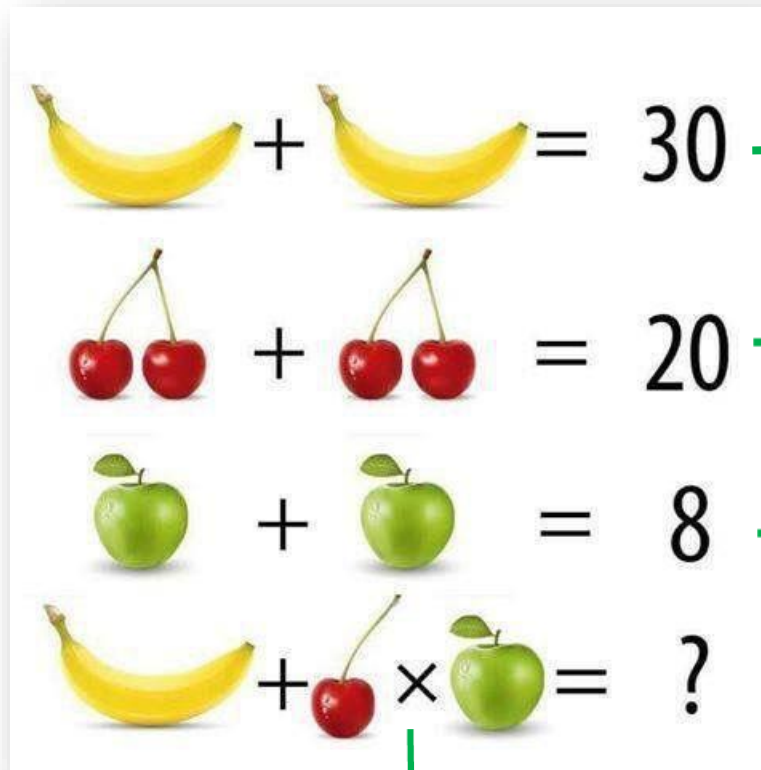 + = 30
+ = 20
+ = 8
+ × = ?